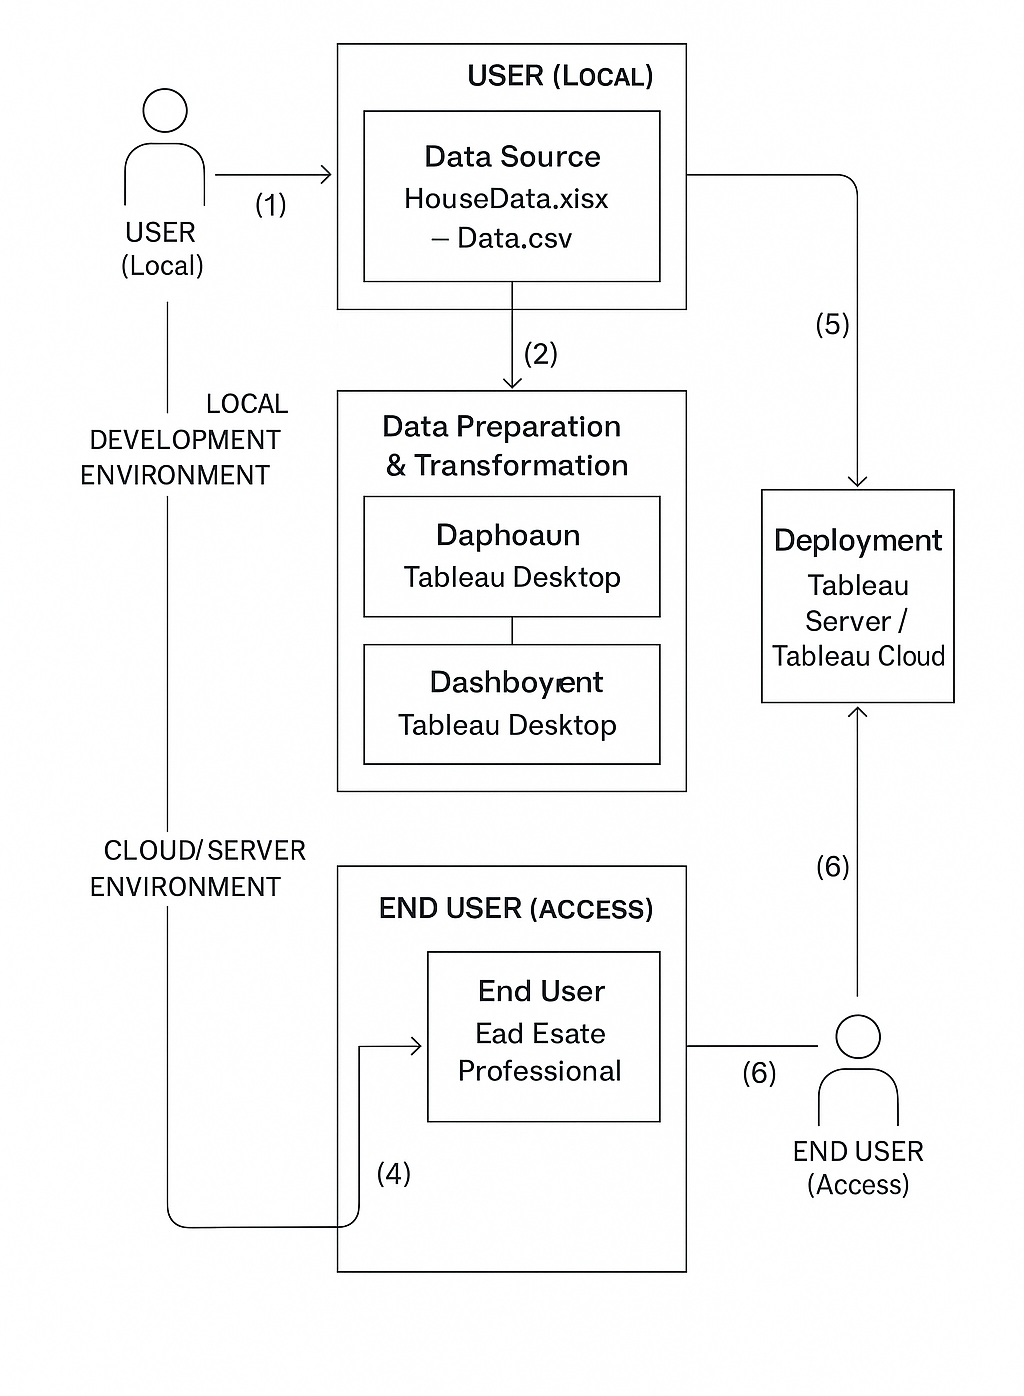 USER (LOCAL)
Data Source
HouseData.xisx
– Data.csv
(1)
USER
(Local)
(5)
(2)
LOCAL
DEVELOPMENT
ENVIRONMENT
Data Preparation
& Transformation
Daphoaun
Tableau Desktop
Deployment
Tableau
Server /
Tableau Cloud
Dashboyrent
Tableau Desktop
CLOUD/SERVER
ENVIRONMENT
(6)
END USER (ACCESS)
End User
Ead Esate
Professional
(6)
(4)
END USER
(Access)